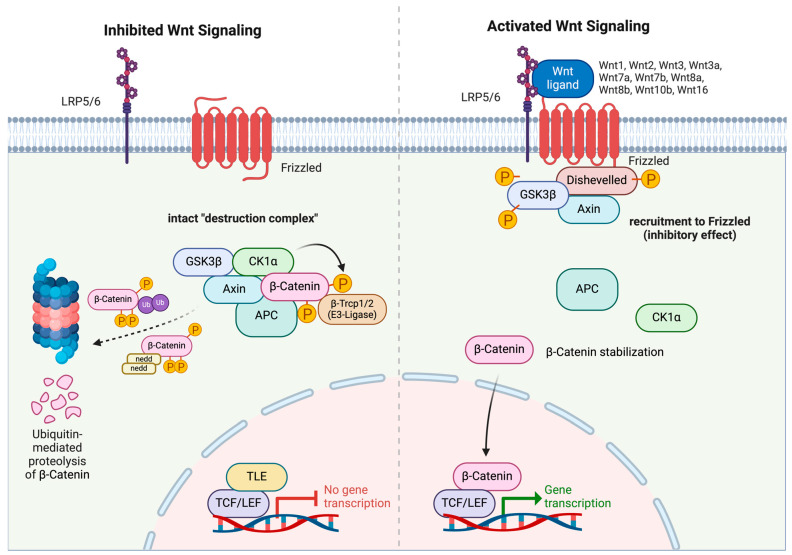 Inhibited Wnt Signaling
LRP5/6
Frizzled
intact "destruction complex"
GSK3β
CK1α
Axin
β-Catenin
APC
P
P
β-Trcp1/2
(E3-Ligase)
P
β-Catenin
Ub
Ub
P
P
P
β-Catenin
nedd
nedd
P
P
Ubiquitin-
mediated
proteolysis
of β-Catenin
TLE
TCF/LEF
No gene
transcription
Activated Wnt Signaling
LRP5/6
Wnt
ligand
Wnt1, Wnt2, Wnt3, Wnt3a,
Wnt7a, Wnt7b, Wnt8a,
Wnt8b, Wnt10b, Wnt16
Frizzled
P
P
GSK3β
Dishevelled
P
Axin
recruitment to Frizzled
(inhibitory effect)
APC
CK1α
β-Catenin
β-Catenin stabilization
β-Catenin
TCF/LEF
Gene
transcription